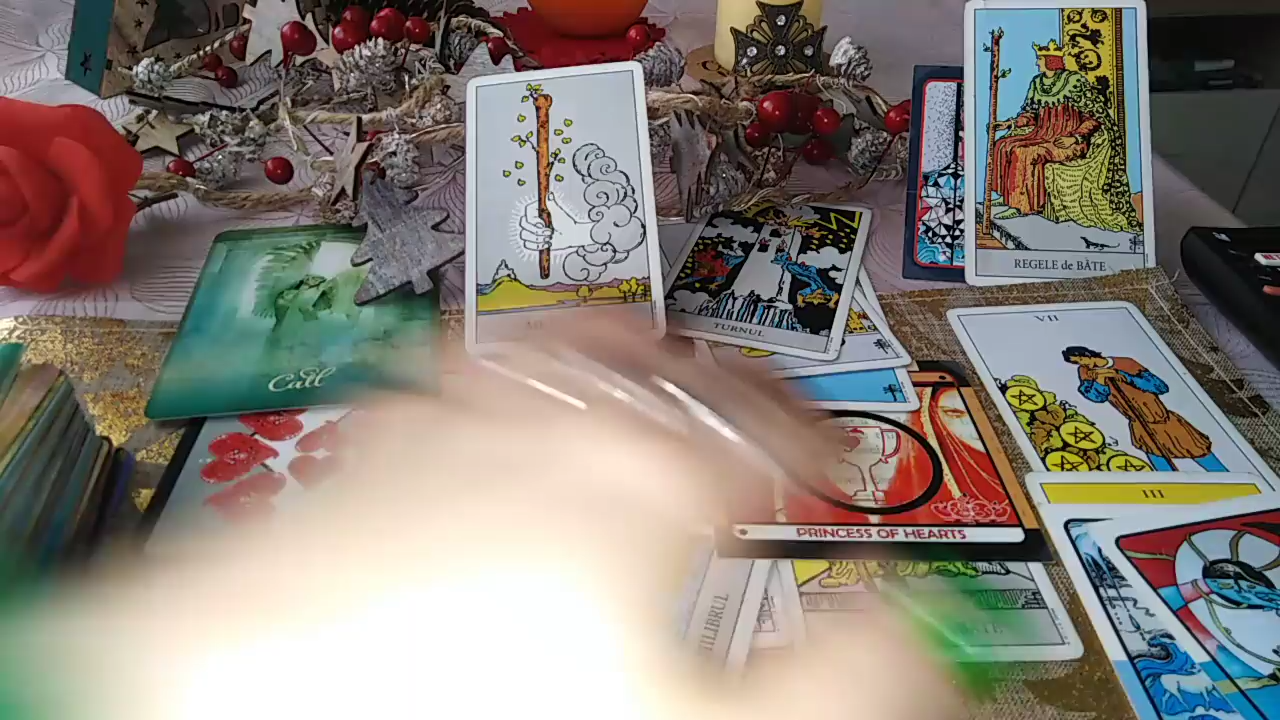 REGELE de BÂTE
VII
TURNUL
Call
III
PRINCESS OF HEARTS